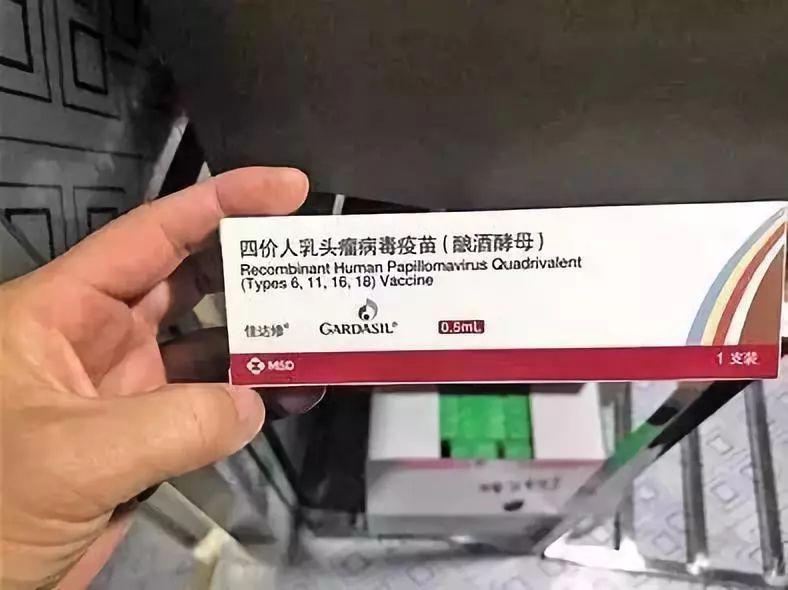 四价人乳头瘤病毒疫苗(酿酒酵母)
Recombinant Human Papillomavirus Quadrivalent
(Types 6, 11, 16, 18) Vaccine
佳达修® GARDASIL® 0.5mL
MSD 1 支装